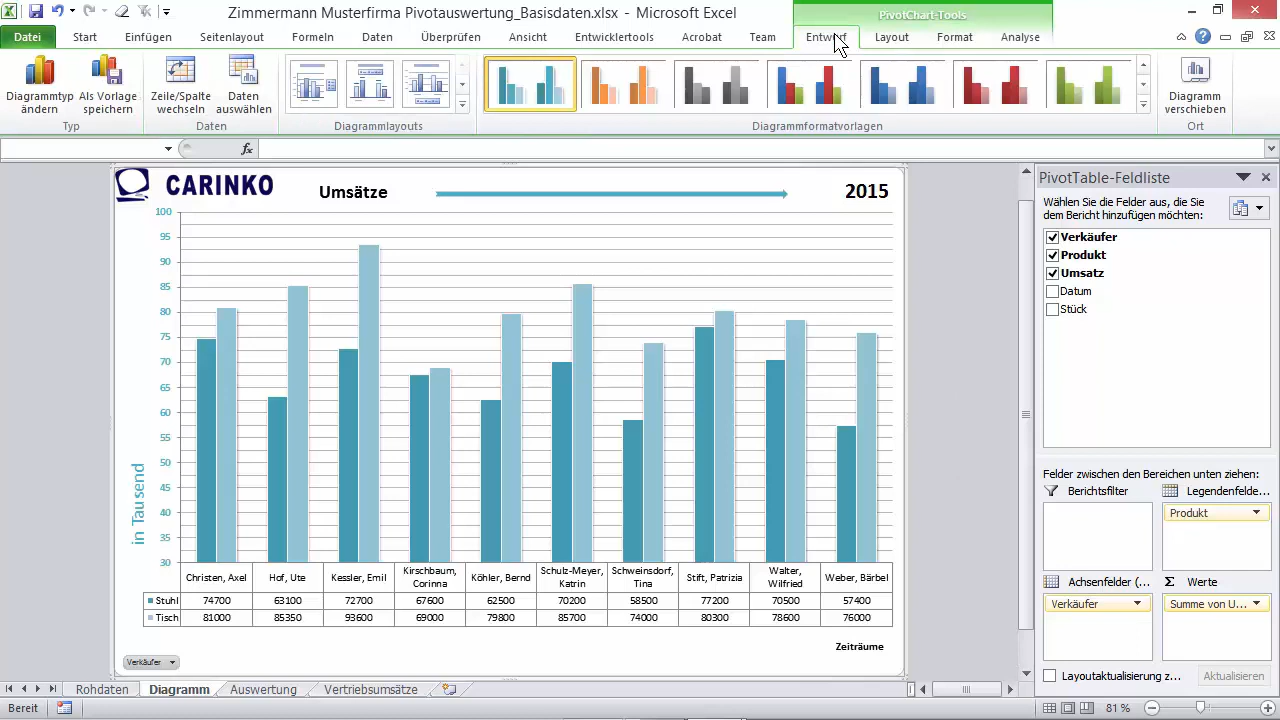 Zimmermann Musterfirma Pivotauswertung_Basisdaten.xlsx - Microsoft Excel
PivotChart-Tools
Datei Start Einfügen Seitenlayout Formeln Daten Überprüfen Ansicht Entwicklertools Acrobat Team Entwurf Layout Format Analyse
Diagrammtyp ändern
Als Vorlage speichern
Zeile/Spalte wechseln
Daten auswählen
Diagramm verschieben
Typ Daten Diagrammlayouts Diagrammformatvorlagen Ort
fx
CARINKO Umsätze 2015
100
95
90
85
80
75
70
65
60
55
50
45
40
35
30
in Tausend
Christen, Axel Hof, Ute Kessler, Emil Kirschbaum, Corinna Köhler, Bernd Schulz-Meyer, Katrin Schweinsdorf, Tina Stift, Patrizia Walter, Wilfried Weber, Bärbel
Stuhl 74700 63100 72700 67600 62500 70200 58500 77200 70500 57400
Tisch 81000 85350 93600 69000 79800 85700 74000 80300 78600 76000
Zeiträume
Verkäufer
PivotTable-Feldliste
Wählen Sie die Felder aus, die Sie
dem Bericht hinzufügen möchten:
Verkäufer
Produkt
Umsatz
Datum
Stück
Felder zwischen den Bereichen unten ziehen:
Berichtsfilter Legendenfelde...
Produkt
Achsenfelder (... Σ Werte
Verkäufer Summe von U...
Layoutaktualisierung z... Aktualisieren
Rohdaten Diagramm Auswertung Vertriebsumsätze
Bereit 81 %